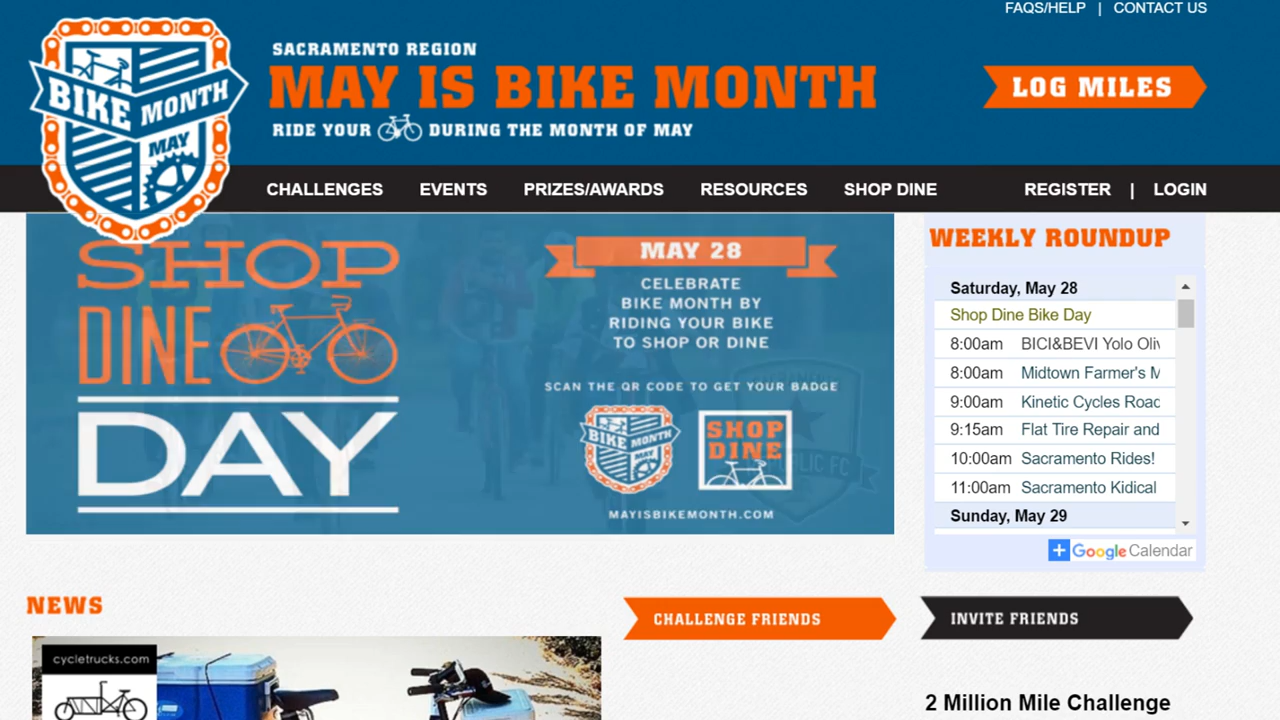 FAQS/HELP | CONTACT US
SACRAMENTO REGION
MAY IS BIKE MONTH
RIDE YOUR DURING THE MONTH OF MAY
LOG MILES
BIKE MONTH
MAY
CHALLENGES EVENTS PRIZES/AWARDS RESOURCES SHOP DINE REGISTER | LOGIN
SHOP
DINE
DAY
MAY 28
CELEBRATE
BIKE MONTH BY
RIDING YOUR BIKE
TO SHOP OR DINE
SCAN THE QR CODE TO GET YOUR BADGE
BIKE MONTH
MAY
SHOP
DINE
MAYISBIKEMONTH.COM
WEEKLY ROUNDUP
Saturday, May 28
Shop Dine Bike Day
8:00am BICI&BEVI Yolo
8:00am Midtown Farmer's
9:00am Kinetic Cycles
9:15am Flat Tire Repair and
10:00am Sacramento Rides!
11:00am Sacramento Kidical
Sunday, May 29
+ Google Calendar
NEWS
CHALLENGE FRIENDS
INVITE FRIENDS
cycletrucks.com
2 Million Mile Challenge